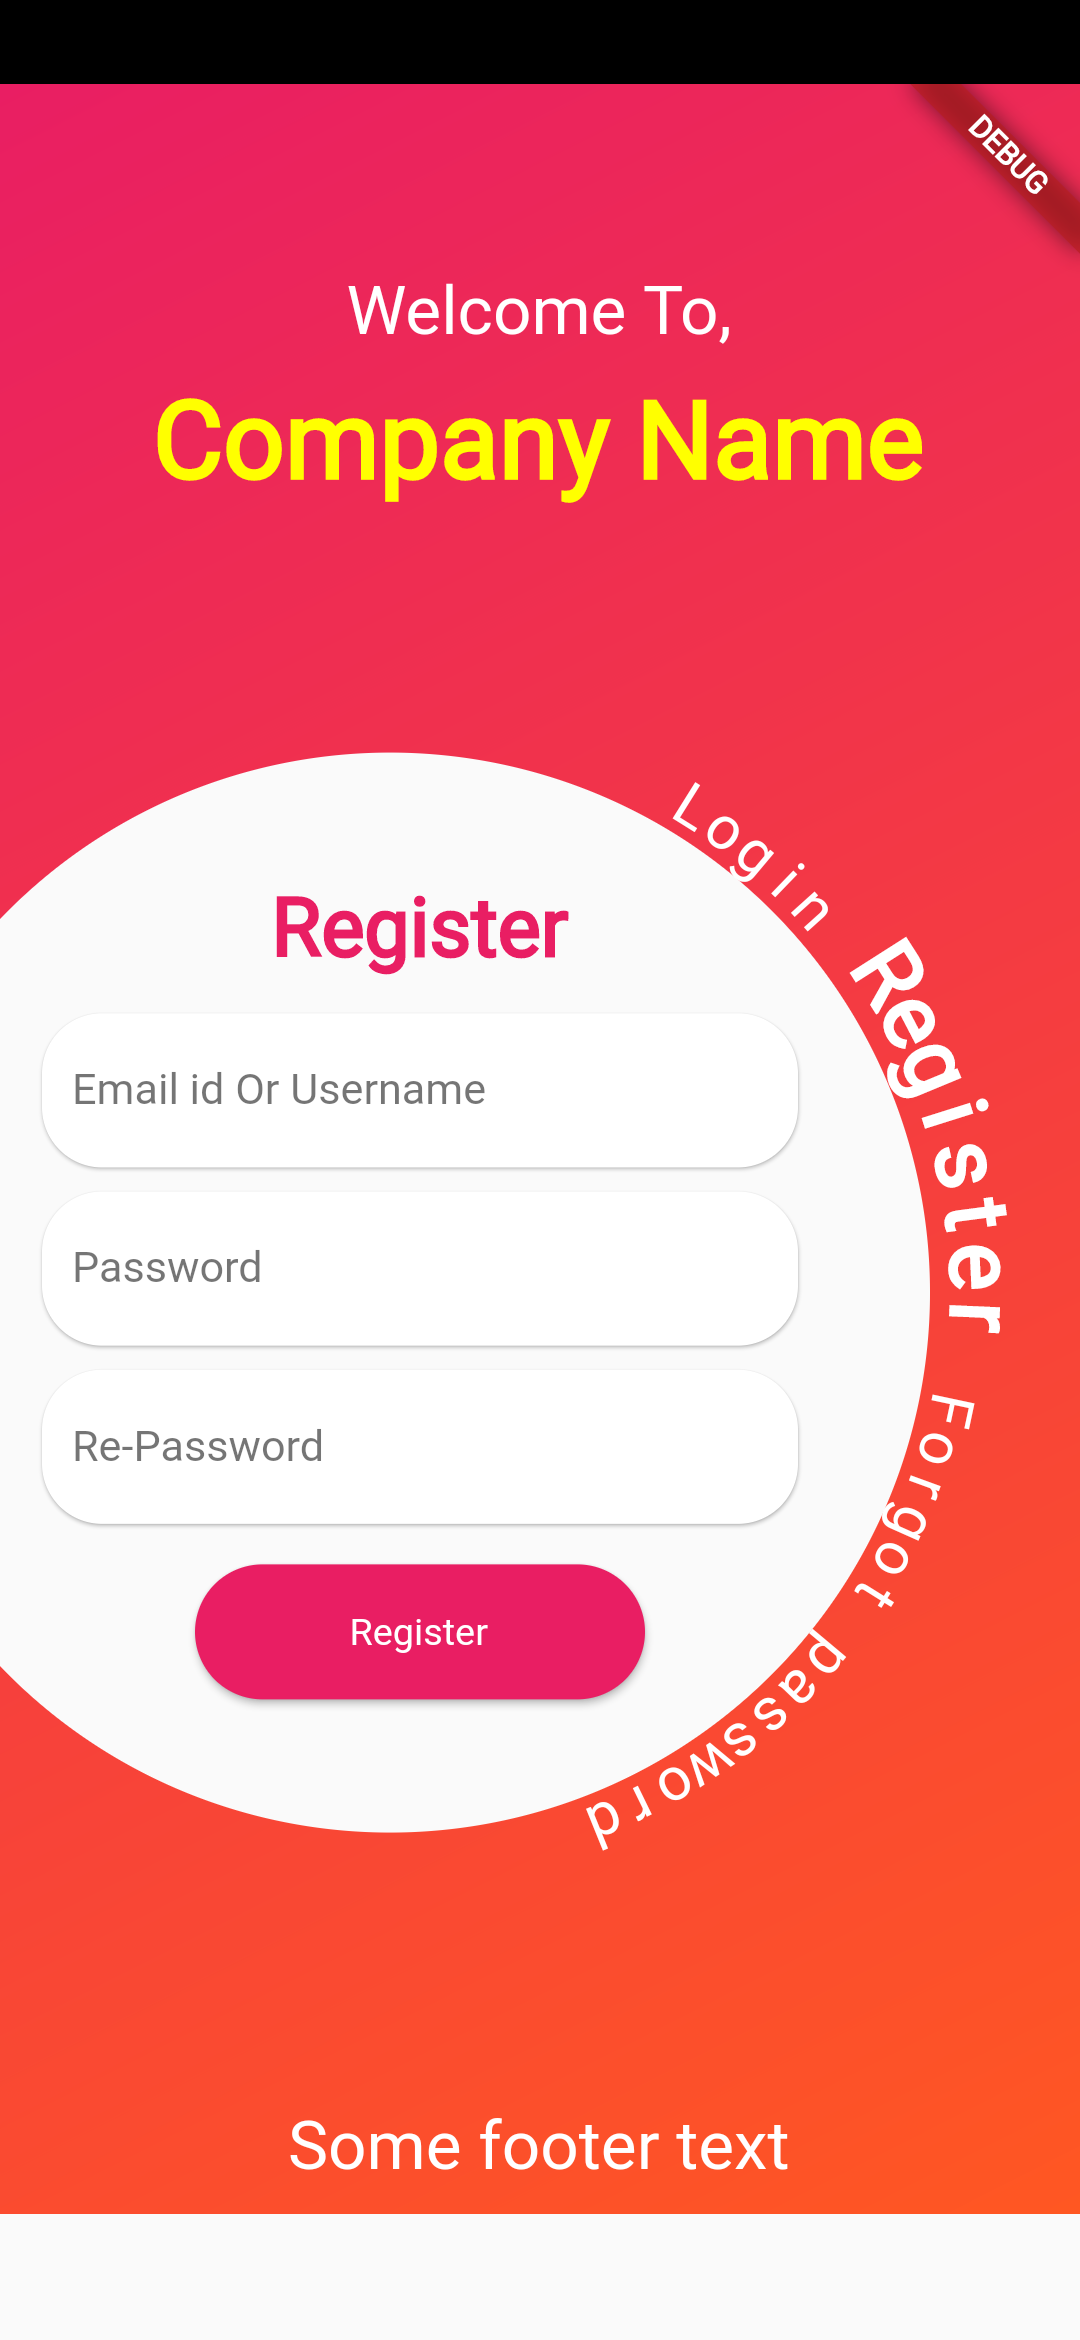 DEBUG
Welcome To,
Company Name
Login
Register
Register
Email id Or Username
Password
Re-Password
Forgot password
Register
Some footer text